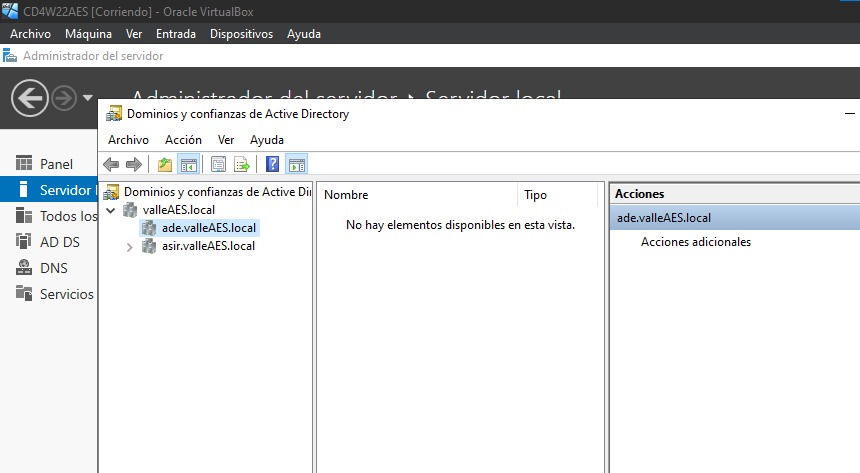 CD4W22AES [Corriendo] - Oracle VirtualBox
Archivo Máquina Ver Entrada Dispositivos Ayuda
Administrador del servidor
Administrador del servidor Servidor local
Dominios y confianzas de Active Directory
Archivo Acción Ver Ayuda
Panel
Servidor l
Todos los
AD DS
DNS
Servicios
Dominios y confianzas de Active Di
valleAES.local
ade.valleAES.local
asir.valleAES.local
Nombre Tipo
No hay elementos disponibles en esta vista.
Acciones
ade.valleAES.local
Acciones adicionales